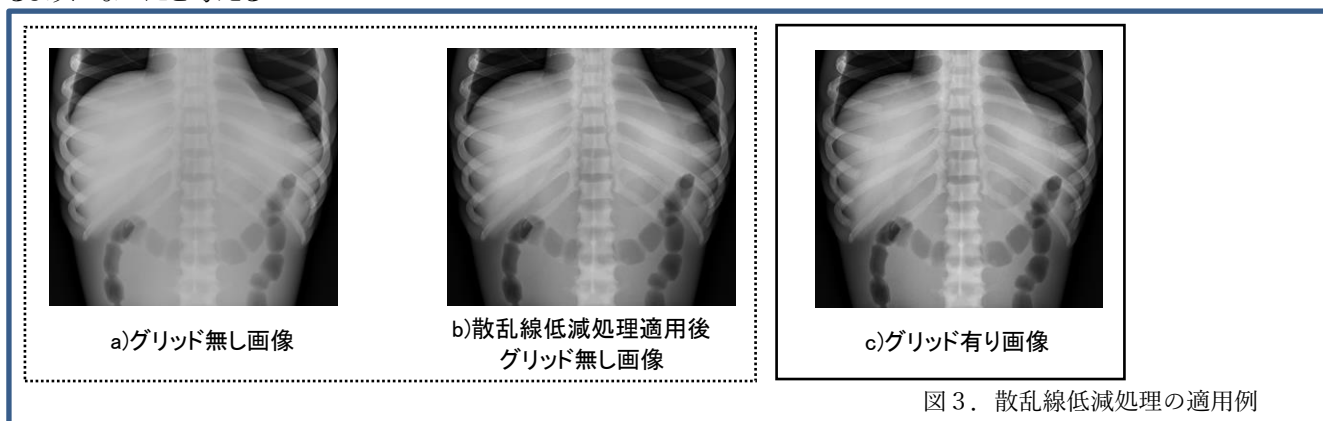 a)グリッド無し画像
b)散乱線低減処理適用後
グリッド無し画像
c)グリッド有り画像
図3．散乱線低減処理の適用例